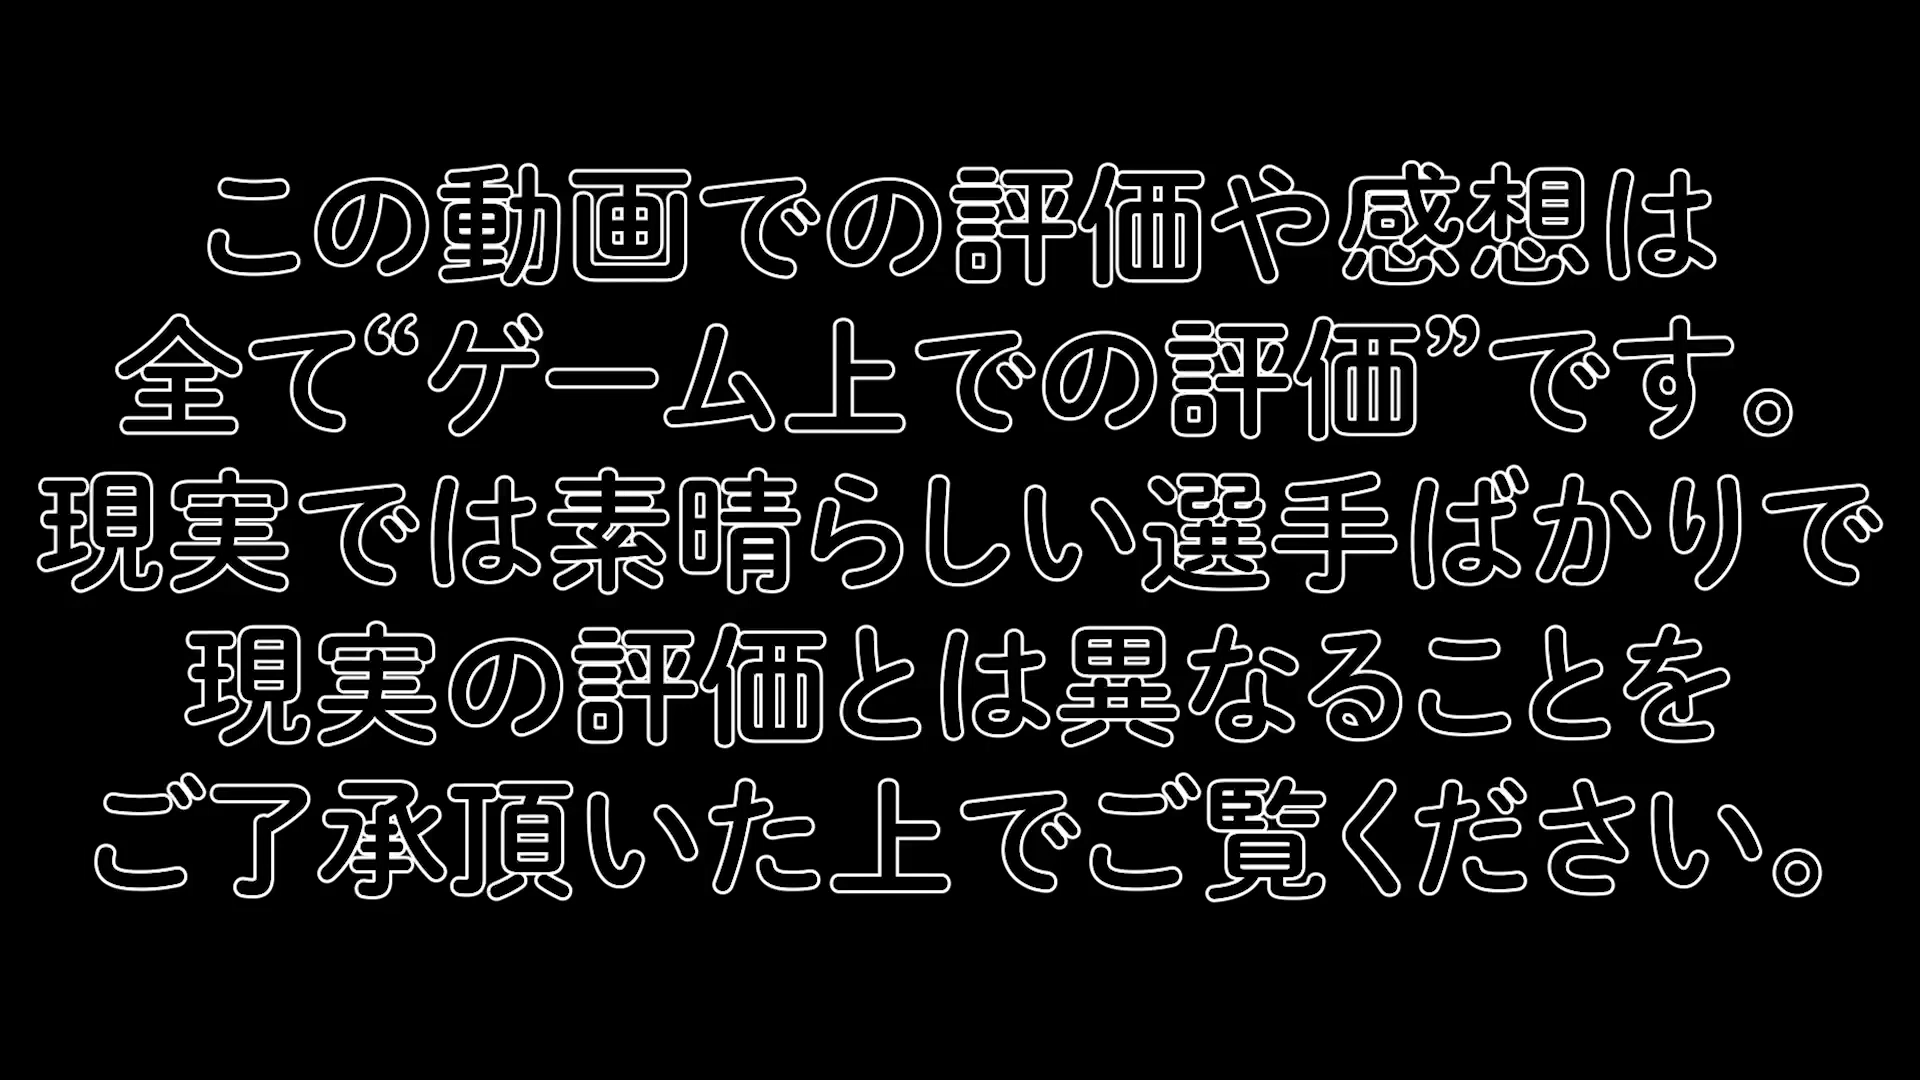 この動画での評価や感想は
全て“ゲーム上での評価”です。
現実では素晴らしい選手ばかりで
現実の評価とは異なることを
ご了承頂いた上でご覧ください。